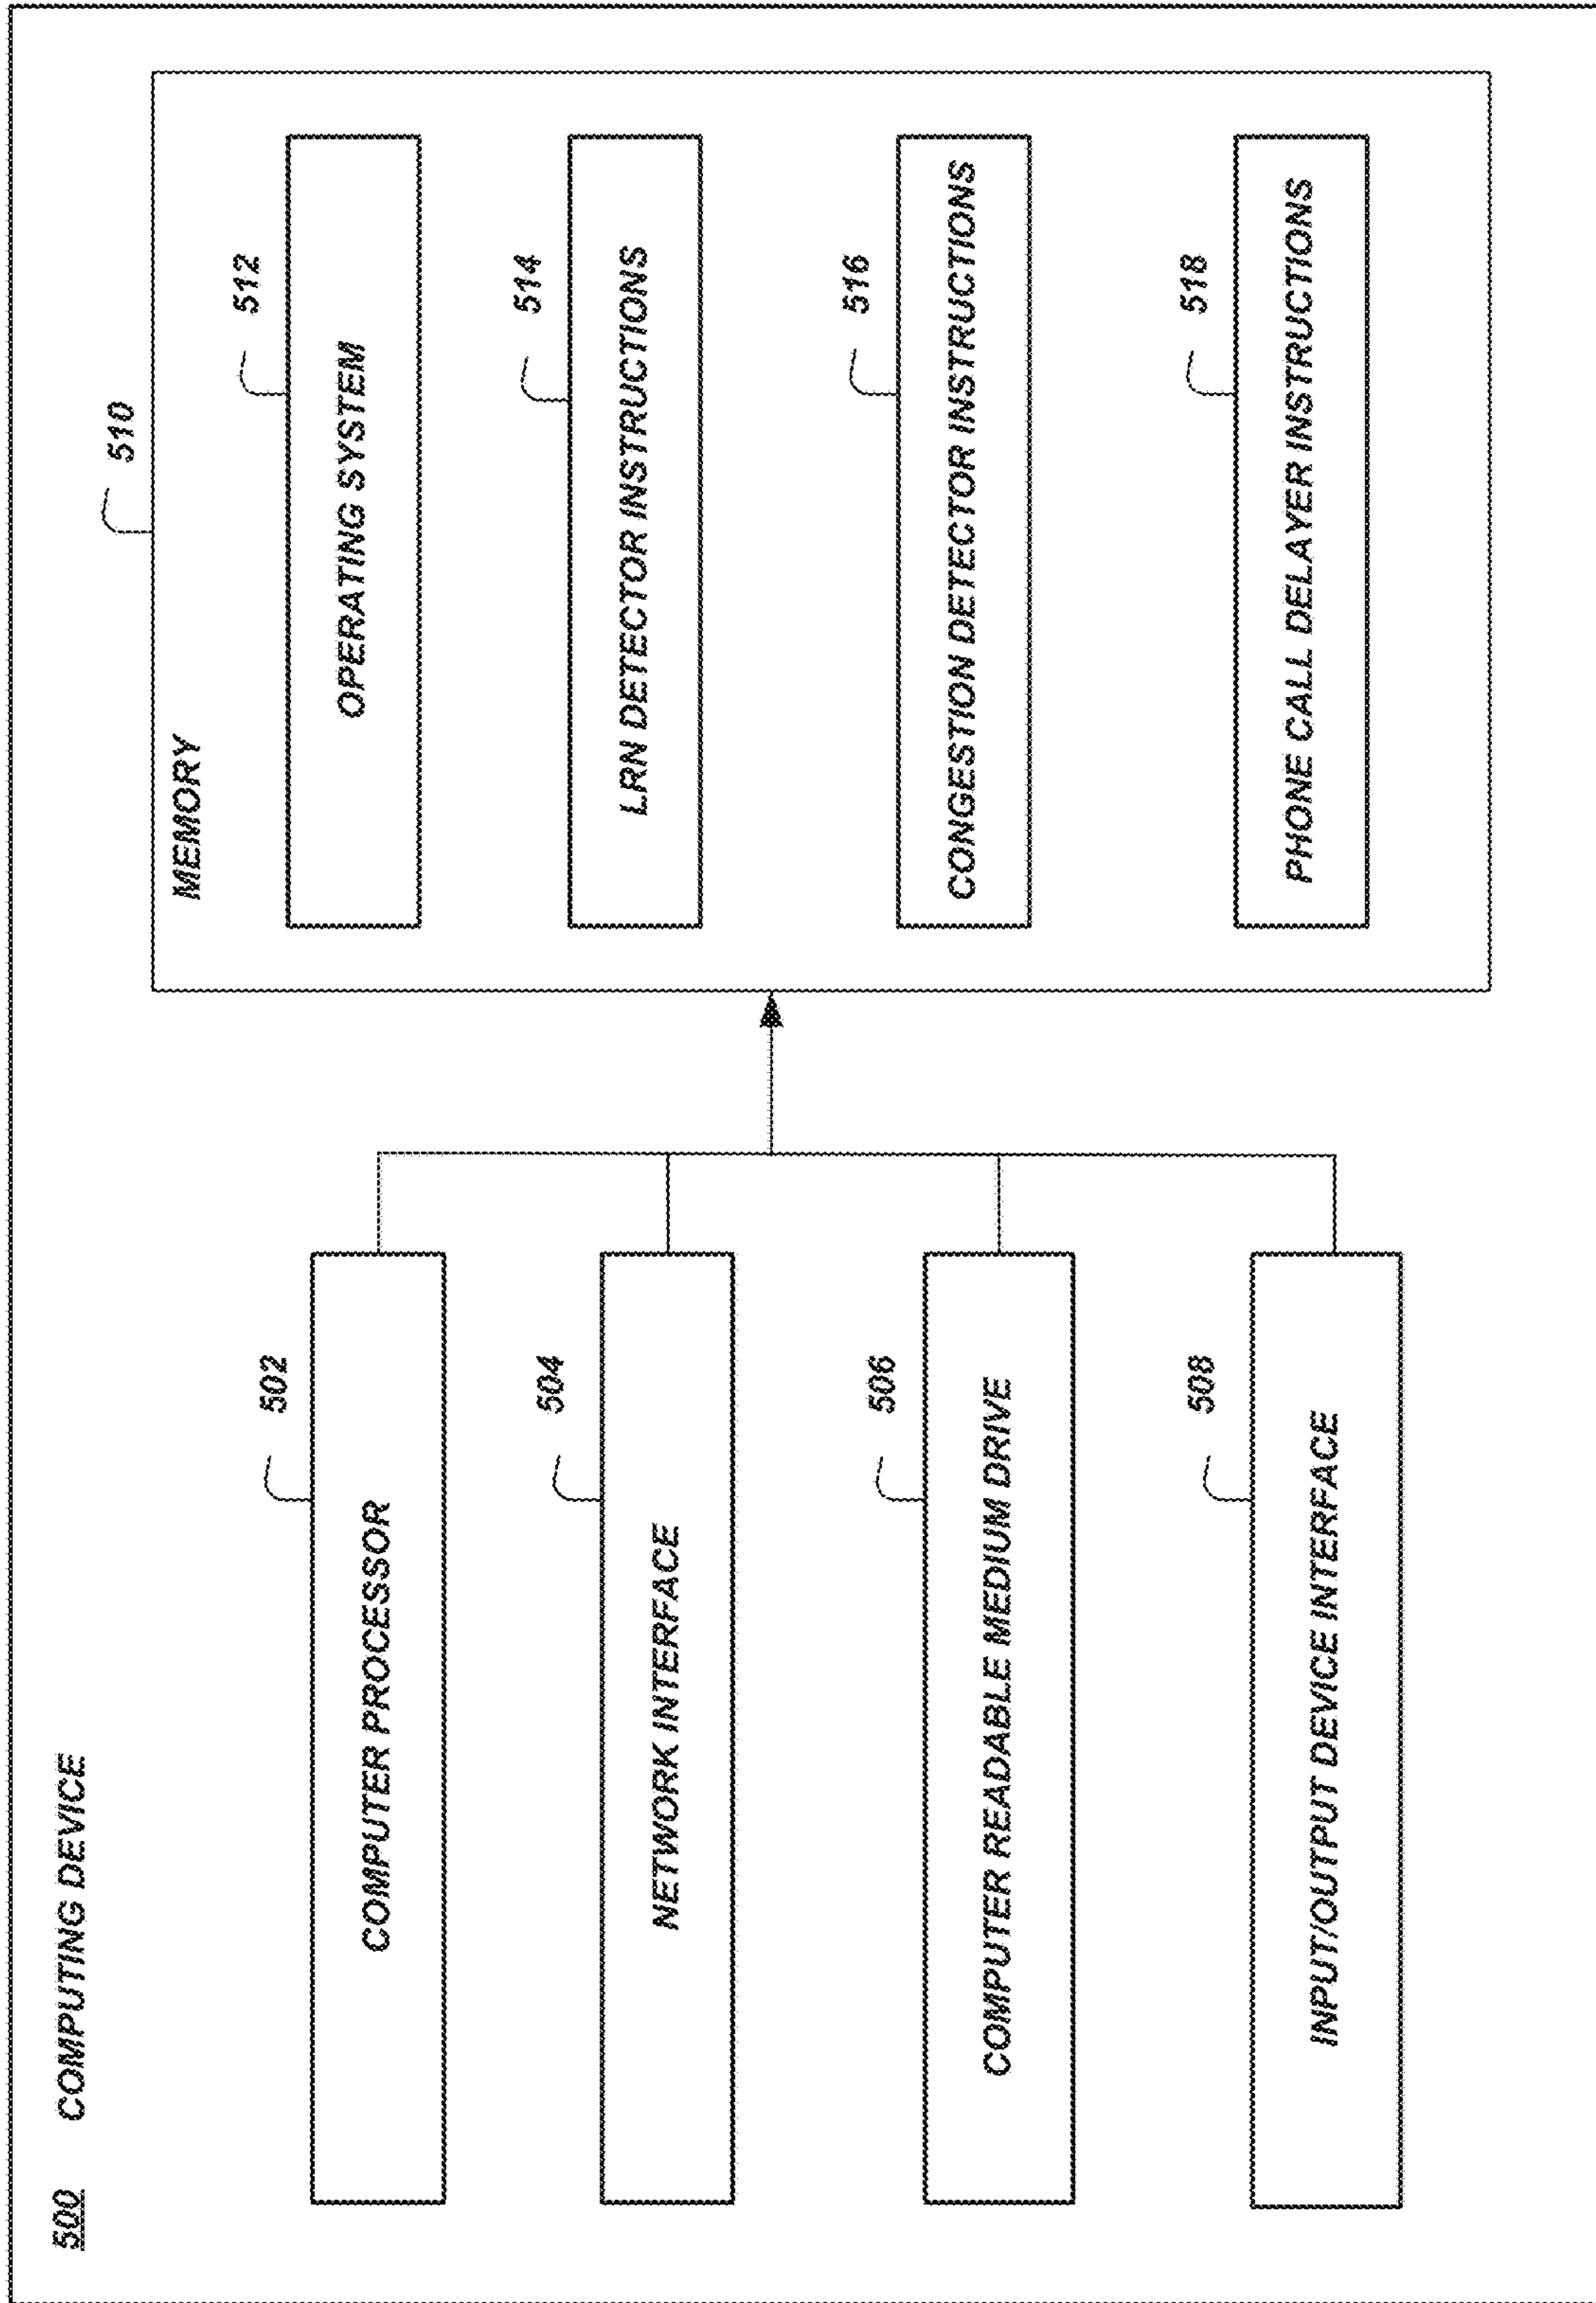 500 COMPUTING DEVICE
502
COMPUTER PROCESSOR
504
NETWORK INTERFACE
506
COMPUTER READABLE MEDIUM DRIVE
508
INPUT/OUTPUT DEVICE INTERFACE
510
MEMORY
512
OPERATING SYSTEM
514
LRN DETECTOR INSTRUCTIONS
516
CONGESTION DETECTOR INSTRUCTIONS
518
PHONE CALL DELAYER INSTRUCTIONS